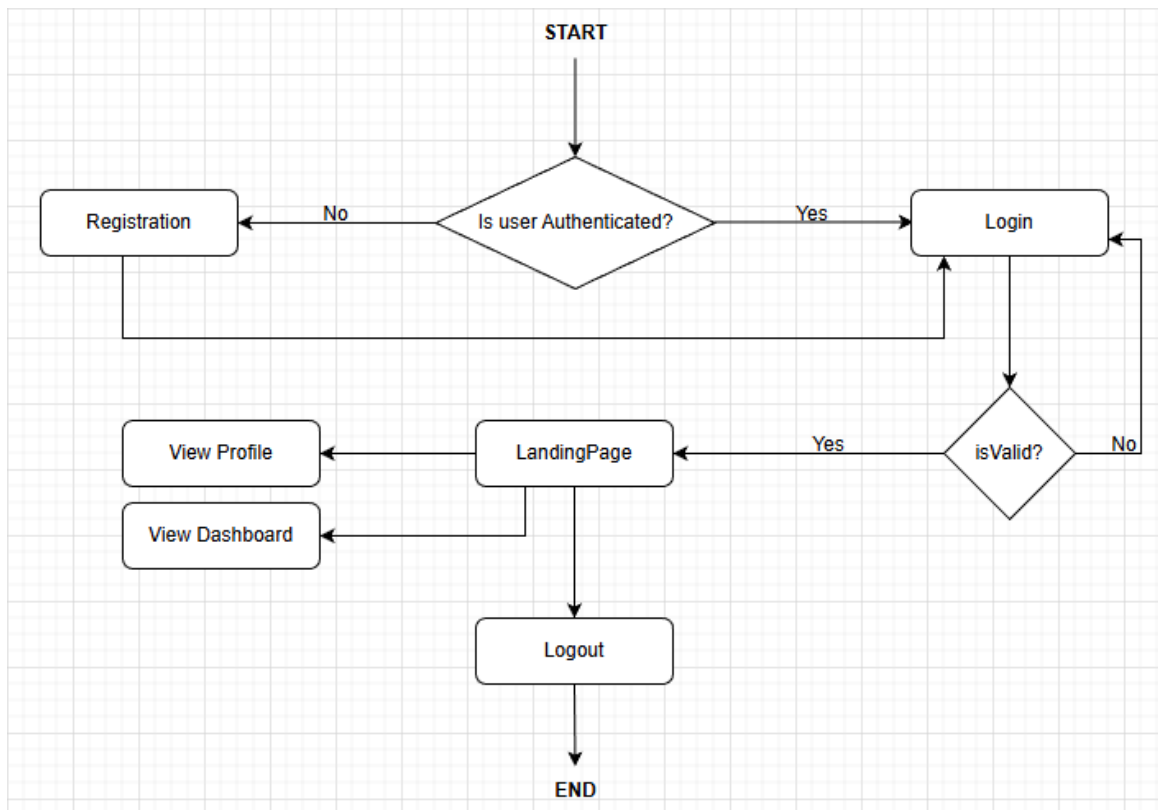 START
Registration
No
Is user Authenticated?
Yes
Login
View Profile
LandingPage
Yes
isValid?
No
View Dashboard
Logout
END